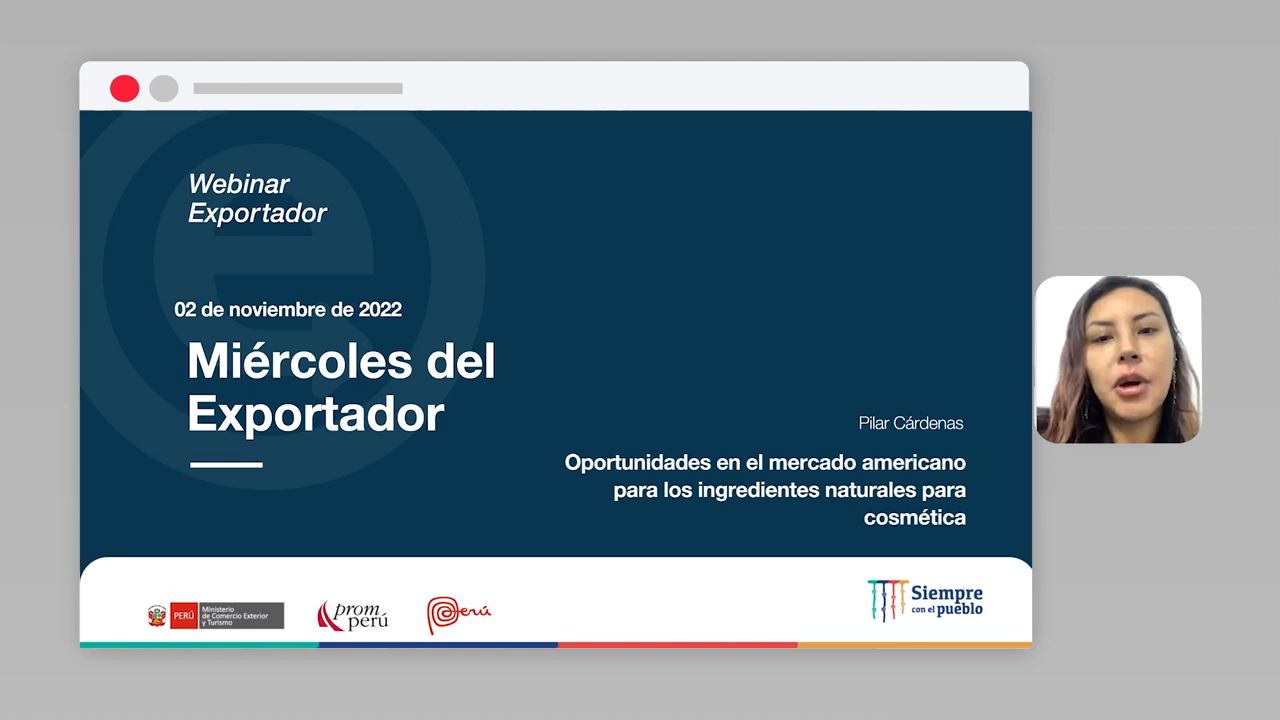 Webinar
Exportador
02 de noviembre de 2022
Miércoles del
Exportador
Pilar Cárdenas
Oportunidades en el mercado americano
para los ingredientes naturales para
cosmética
PERÚ
Ministerio
de Comercio Exterior
y Turismo
prom
perú
Perú
Siempre
con el pueblo